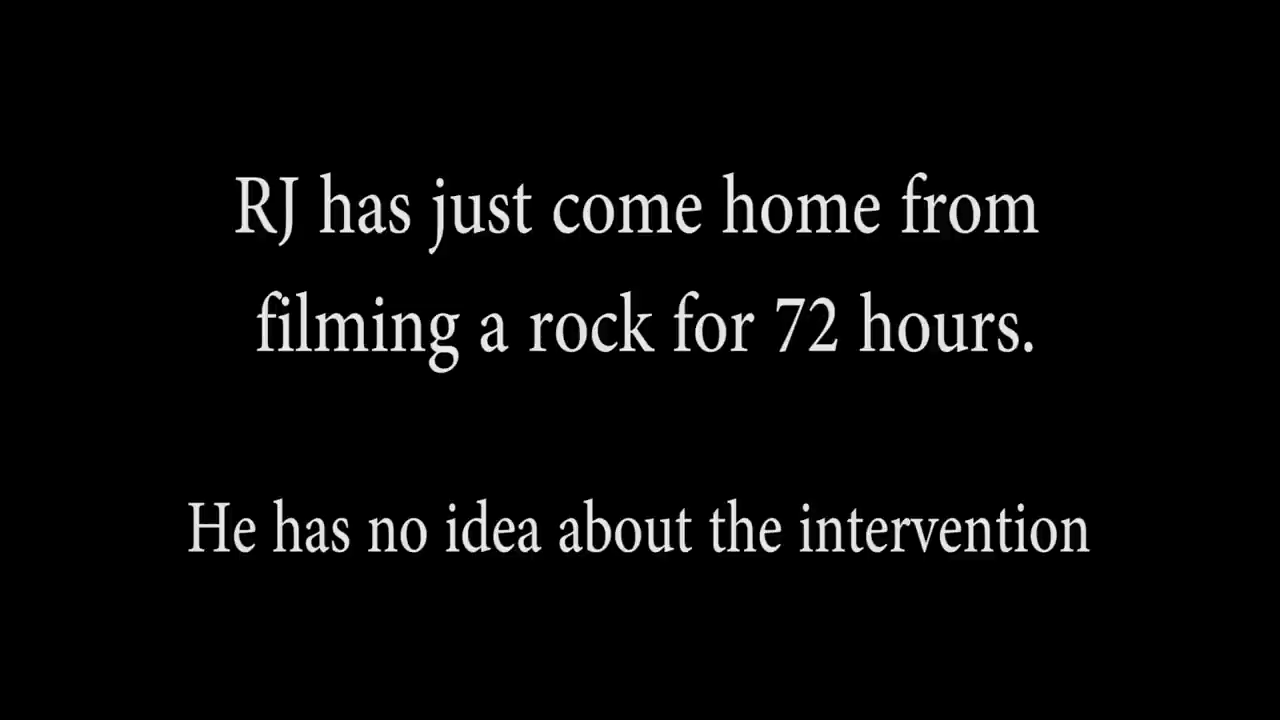 RJ has just come home from
filming a rock for 72 hours.
He has no idea about the intervention